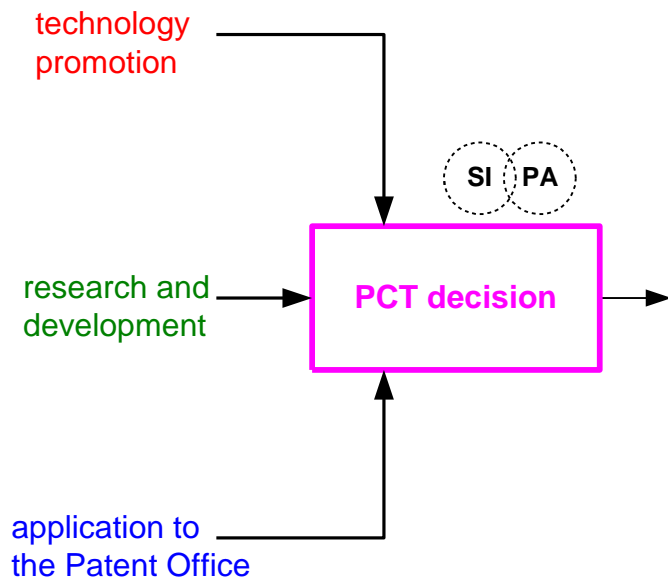 technology
promotion
SI PA
research and
development
PCT decision
application to
the Patent Office